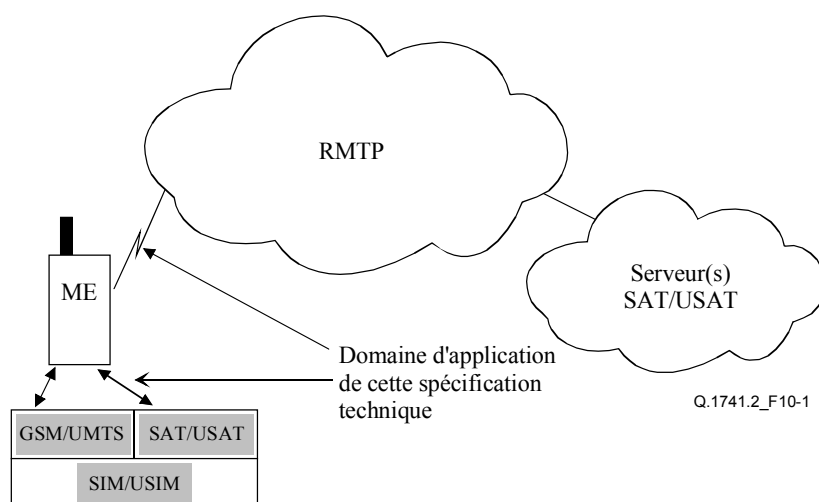 RMTP
ME
Serveur(s)
SAT/USAT
Domaine d'application
de cette spécification
technique
Q.1741.2_F10-1
GSM/UMTS
SAT/USAT
SIM/USIM